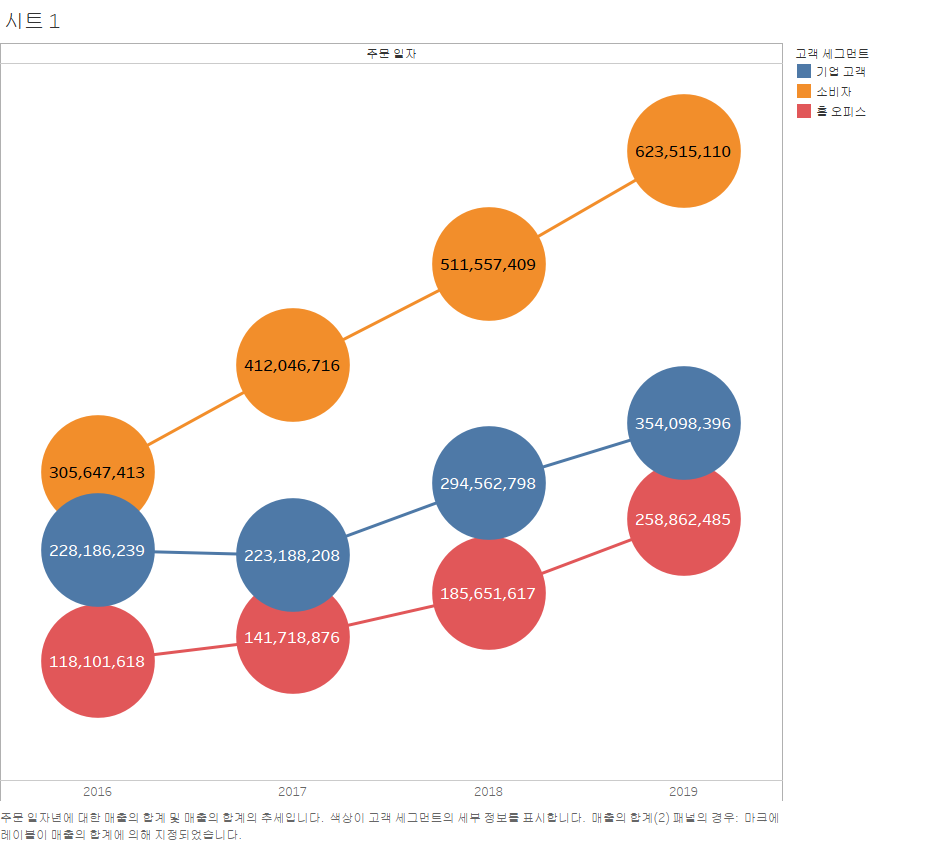 시트 1
주문 일자
고객 세그먼트
기업 고객
소비자
홈 오피스
623,515,110
511,557,409
412,046,716
354,098,396
305,647,413
294,562,798
258,862,485
228,186,239
223,188,208
185,651,617
141,718,876
118,101,618
2016 2017 2018 2019
주문 일자년에 대한 매출의 합계 및 매출의 합계의 추세입니다. 색상이 고객 세그먼트의 세부 정보를 표시합니다. 매출의 합계(2) 패널의 경우: 마크에
레이블이 매출의 합계에 의해 지정되었습니다.